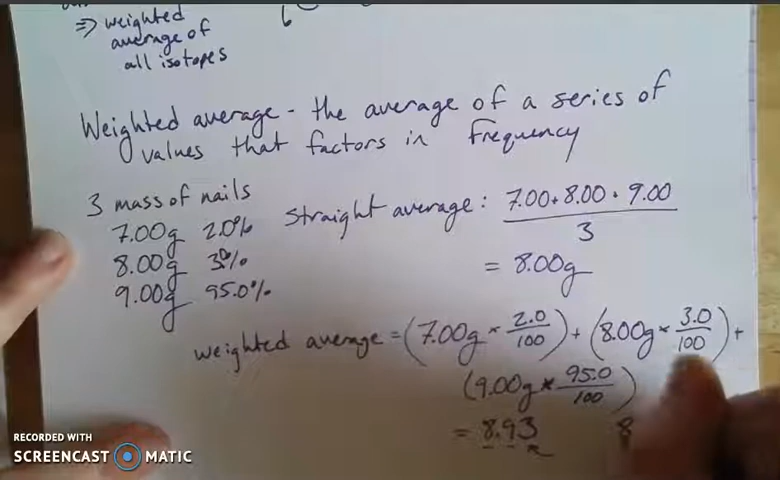 ⇒ weighted
average of
all isotopes
Weighted average - the average of a series of
values that factors in frequency
3 mass of nails
7.00g 2.0%
8.00g 3.0%
9.00g 95.0%
Straight average: 7.00+8.00+9.00
3
= 8.00g
weighted average = (7.00g × 2.0/100) + (8.00g × 3.0/100) +
(9.00g × 95.0/100)
= 8.93 8
RECORDED WITH
SCREENCAST MATIC